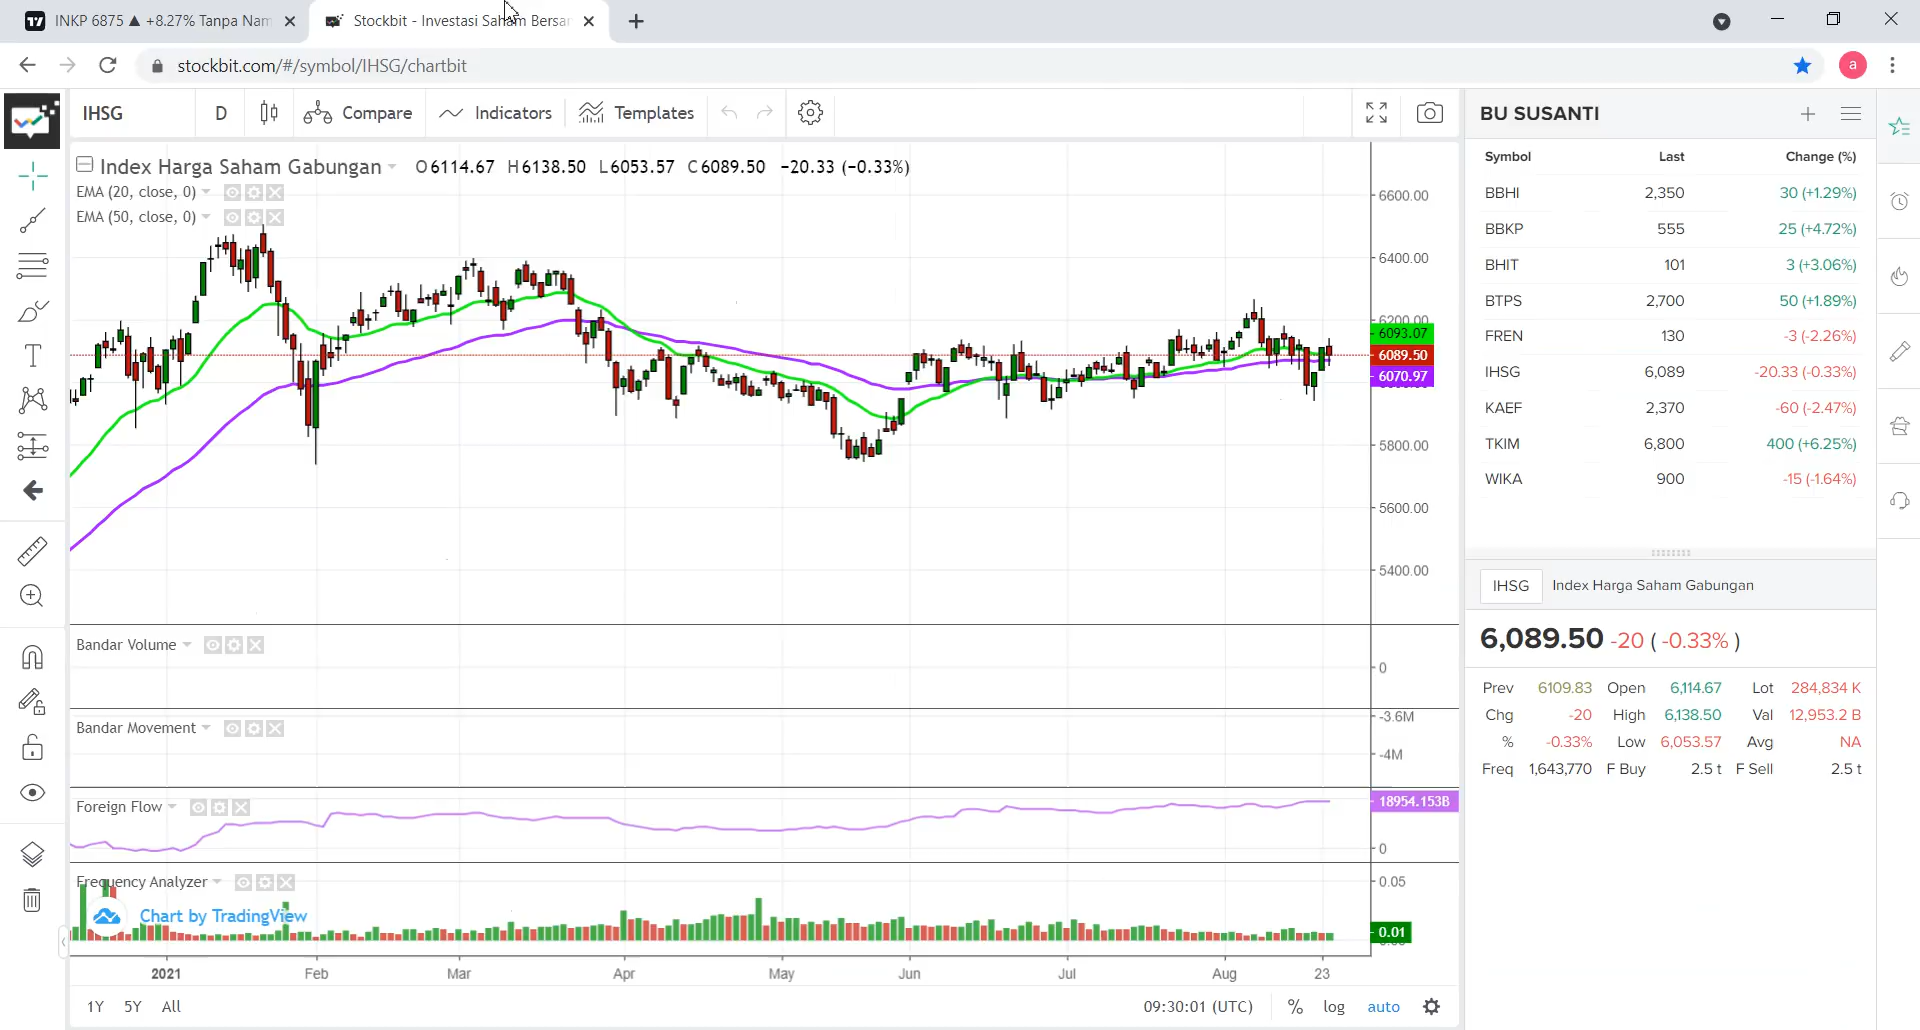 INKP 6875 ▲ +8.27% Tanpa Nam
Stockbit - Investasi Saham Bersar
stockbit.com/#/symbol/IHSG/chartbit
a
IHSG D Compare Indicators Templates
Index Harga Saham Gabungan O6114.67 H6138.50 L6053.57 C6089.50 -20.33 (-0.33%)
EMA (20, close, 0)
EMA (50, close, 0)
6600.00
6400.00
6200.00
6093.07
6089.50
6070.97
5800.00
5600.00
5400.00
Bandar Volume
0
Bandar Movement
-3.6M
-4M
Foreign Flow
18954.153B
0
Frequency Analyzer
0.05
0.01
Chart by TradingView
2021 Feb Mar Apr May Jun Jul Aug 23
1Y 5Y All 09:30:01 (UTC) % log auto
BU SUSANTI
Symbol Last Change (%)
BBHI 2,350 30 (+1.29%)
BBKP 555 25 (+4.72%)
BHIT 101 3 (+3.06%)
BTPS 2,700 50 (+1.89%)
FREN 130 -3 (-2.26%)
IHSG 6,089 -20.33 (-0.33%)
KAEF 2,370 -60 (-2.47%)
TKIM 6,800 400 (+6.25%)
WIKA 900 -15 (-1.64%)
IHSG Index Harga Saham Gabungan
6,089.50 -20 ( -0.33% )
Prev 6109.83 Open 6,114.67 Lot 284,834 K
Chg -20 High 6,138.50 Val 12,953.2 B
% -0.33% Low 6,053.57 Avg NA
Freq 1,643,770 F Buy 2.5 t F Sell 2.5 t